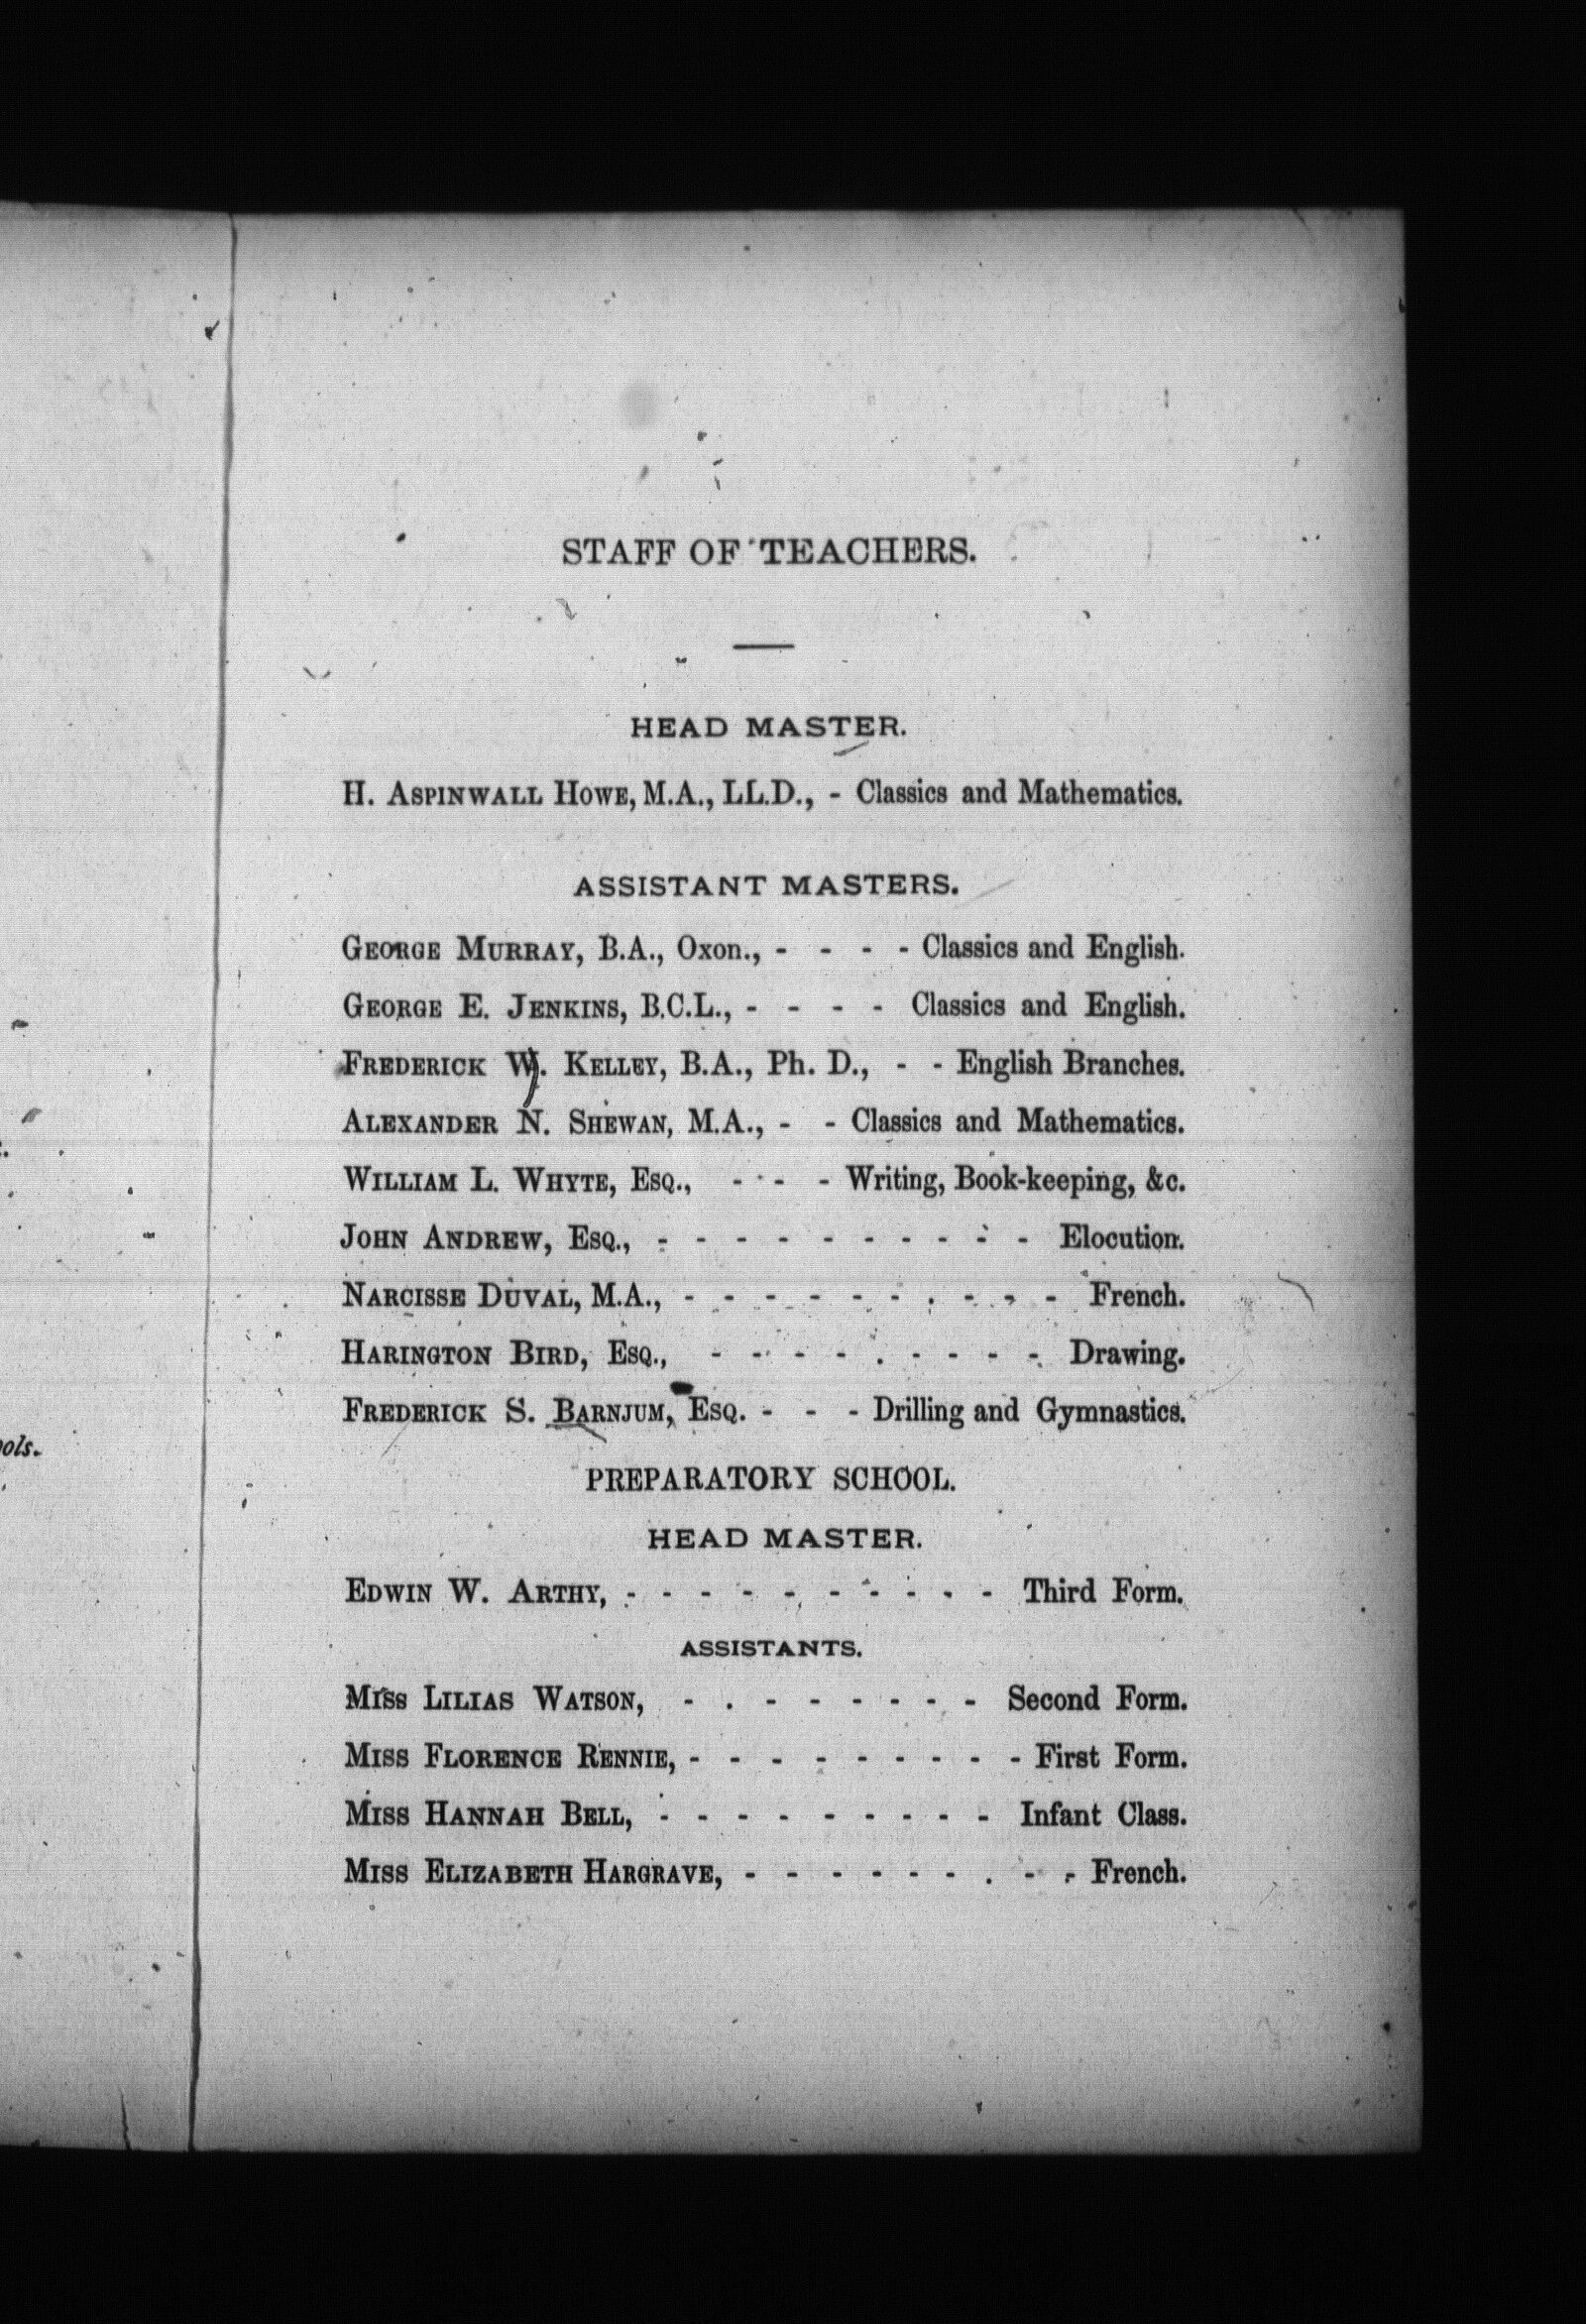 STAFF OF TEACHERS.
HEAD MASTER.
H. ASPINWALL HOWE, M.A., LL.D., - Classics and Mathematics.
ASSISTANT MASTERS.
GEORGE MURRAY, B.A., Oxon., - - - - Classics and English.
GEORGE E. JENKINS, B.C.L., - - - - Classics and English.
FREDERICK W. KELLEY, B.A., Ph. D., - - English Branches.
ALEXANDER N. SHEWAN, M.A., - - Classics and Mathematics.
WILLIAM L. WHYTE, ESQ., - - - Writing, Book-keeping, &c.
JOHN ANDREW, ESQ., - - - - - - - - - - Elocution.
NARCISSE DUVAL, M.A., - - - - - - . - - - French.
HARINGTON BIRD, ESQ., - - - - . - - - - Drawing.
FREDERICK S. BARNJUM, ESQ. - - - Drilling and Gymnastics.
ools.
PREPARATORY SCHOOL.
HEAD MASTER.
EDWIN W. ARTHY, - - - - - - - - - - Third Form.
ASSISTANTS.
MISS LILIAS WATSON, - . - - - - - - Second Form.
MISS FLORENCE RENNIE, - - - - - - - - - First Form.
MISS HANNAH BELL, - - - - - - - - - Infant Class.
MISS ELIZABETH HARGRAVE, - - - - - - . - - French.